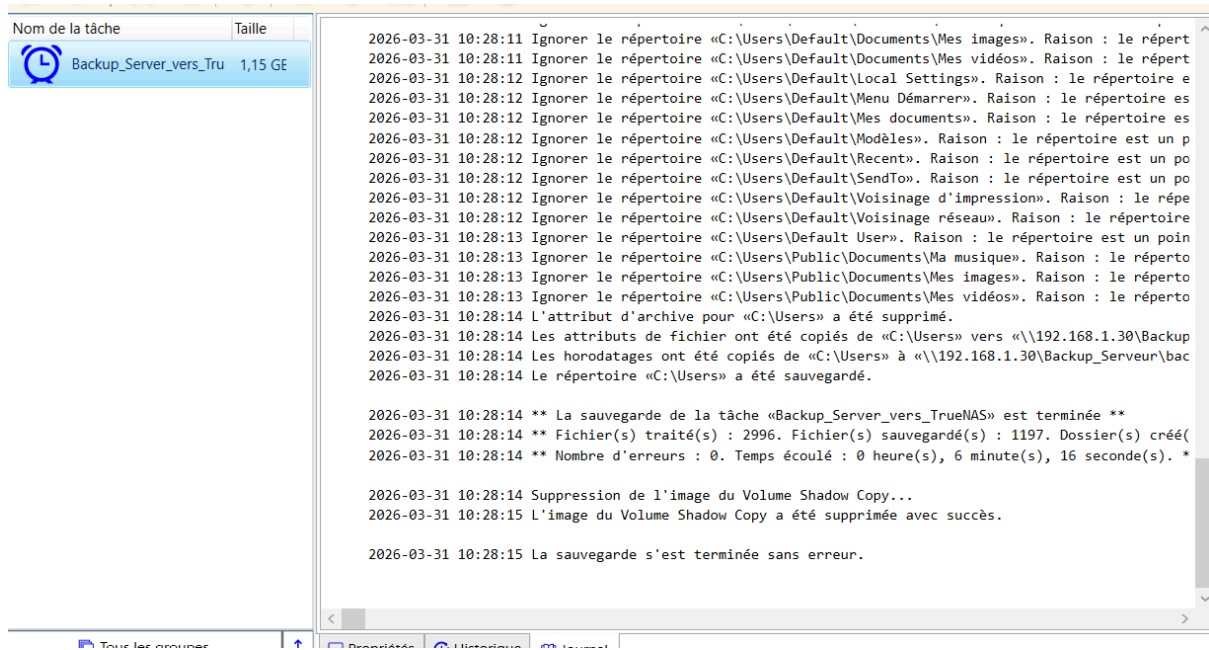 Nom de la tâche
Taille
Backup_Server_vers_Tru 1,15 GE
2026-03-31 10:28:11 Ignorer le répertoire «C:\Users\Default\Documents\Mes images». Raison : le répert
2026-03-31 10:28:11 Ignorer le répertoire «C:\Users\Default\Documents\Mes vidéos». Raison : le répert
2026-03-31 10:28:12 Ignorer le répertoire «C:\Users\Default\Local Settings». Raison : le répertoire e
2026-03-31 10:28:12 Ignorer le répertoire «C:\Users\Default\Menu Démarrer». Raison : le répertoire es
2026-03-31 10:28:12 Ignorer le répertoire «C:\Users\Default\Mes documents». Raison : le répertoire es
2026-03-31 10:28:12 Ignorer le répertoire «C:\Users\Default\Modèles». Raison : le répertoire est un p
2026-03-31 10:28:12 Ignorer le répertoire «C:\Users\Default\Recent». Raison : le répertoire est un po
2026-03-31 10:28:12 Ignorer le répertoire «C:\Users\Default\SendTo». Raison : le répertoire est un po
2026-03-31 10:28:12 Ignorer le répertoire «C:\Users\Default\Voisinage d'impression». Raison : le répe
2026-03-31 10:28:12 Ignorer le répertoire «C:\Users\Default\Voisinage réseau». Raison : le répertoire
2026-03-31 10:28:13 Ignorer le répertoire «C:\Users\Default User». Raison : le répertoire est un poin
2026-03-31 10:28:13 Ignorer le répertoire «C:\Users\Public\Documents\Ma musique». Raison : le réperto
2026-03-31 10:28:13 Ignorer le répertoire «C:\Users\Public\Documents\Mes images». Raison : le réperto
2026-03-31 10:28:13 Ignorer le répertoire «C:\Users\Public\Documents\Mes vidéos». Raison : le réperto
2026-03-31 10:28:14 L'attribut d'archive pour «C:\Users» a été supprimé.
2026-03-31 10:28:14 Les attributs de fichier ont été copiés de «C:\Users» vers «\\192.168.1.30\Backup
2026-03-31 10:28:14 Les horodatages ont été copiés de «C:\Users» à «\\192.168.1.30\Backup_Serveur\bac
2026-03-31 10:28:14 Le répertoire «C:\Users» a été sauvegardé.
2026-03-31 10:28:14 ** La sauvegarde de la tâche «Backup_Server_vers_TrueNAS» est terminée **
2026-03-31 10:28:14 ** Fichier(s) traité(s) : 2996. Fichier(s) sauvegardé(s) : 1197. Dossier(s) créé(
2026-03-31 10:28:14 ** Nombre d'erreurs : 0. Temps écoulé : 0 heure(s), 6 minute(s), 16 seconde(s). *
2026-03-31 10:28:14 Suppression de l'image du Volume Shadow Copy...
2026-03-31 10:28:15 L'image du Volume Shadow Copy a été supprimée avec succès.
2026-03-31 10:28:15 La sauvegarde s'est terminée sans erreur.
Tous les groupes
Propriétés Historique Journal